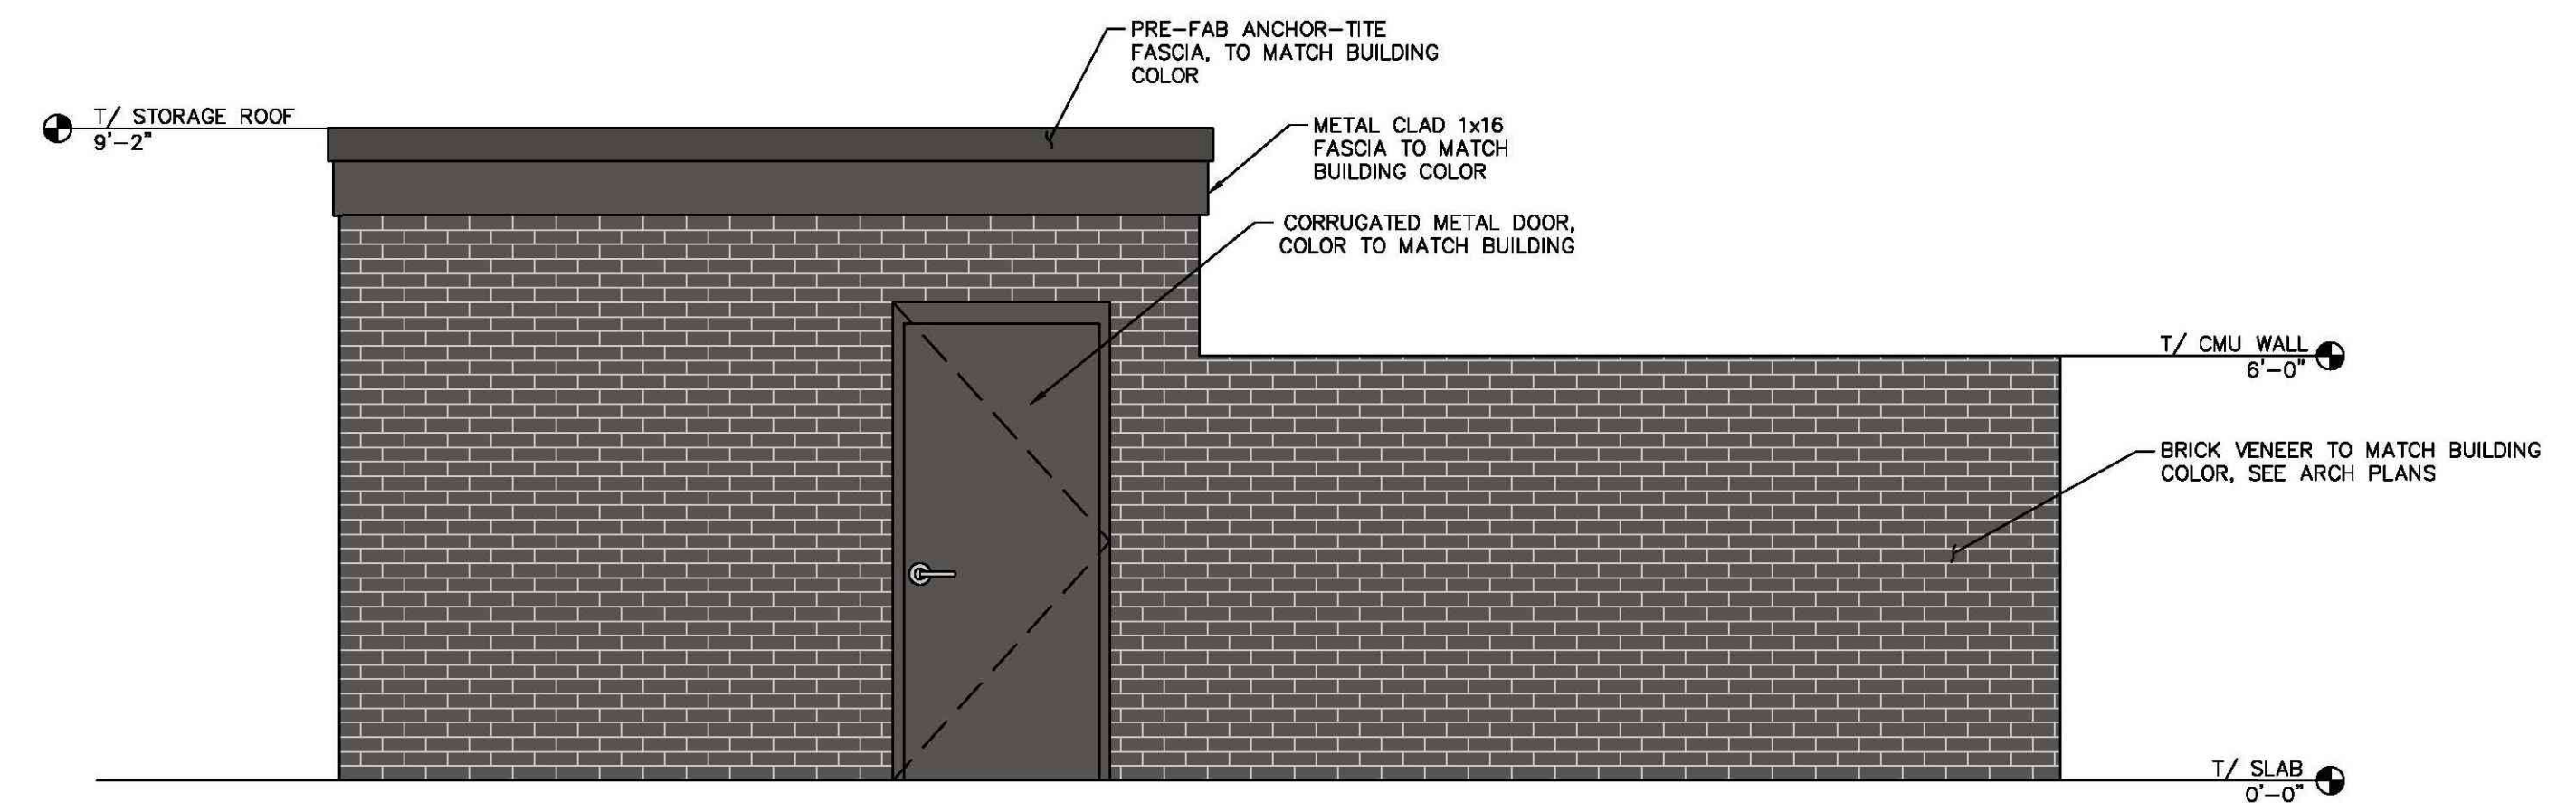 PRE-FAB ANCHOR-TITE
FASCIA, TO MATCH BUILDING
COLOR
T/ STORAGE ROOF
9'-2"
METAL CLAD 1x16
FASCIA TO MATCH
BUILDING COLOR
CORRUGATED METAL DOOR,
COLOR TO MATCH BUILDING
T/ CMU WALL
6'-0"
BRICK VENEER TO MATCH BUILDING
COLOR, SEE ARCH PLANS
T/ SLAB
0'-0"